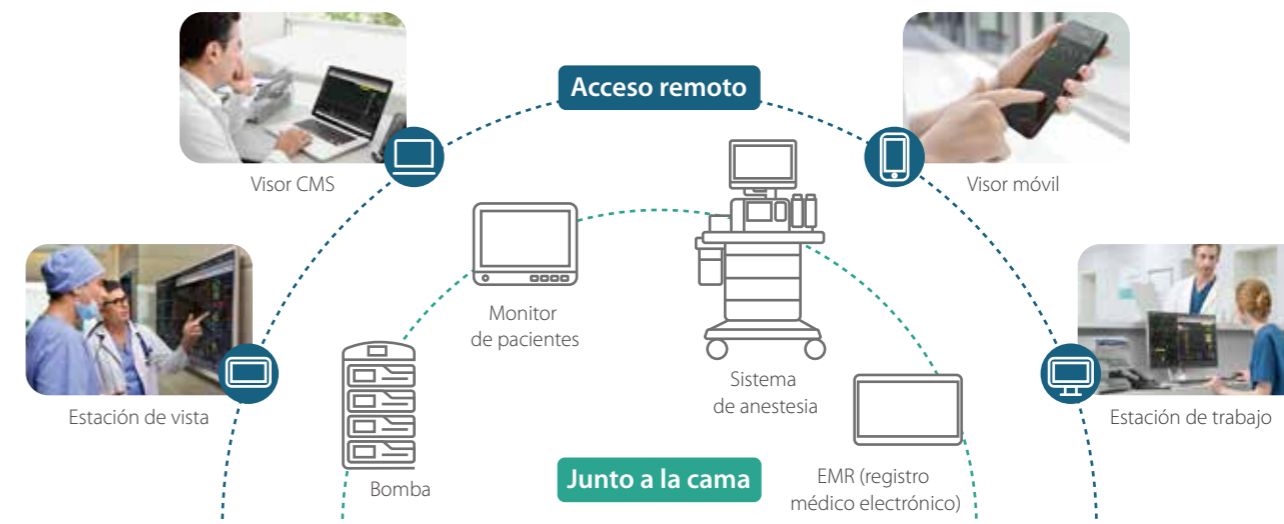 Acceso remoto
Visor CMS
Visor móvil
Monitor
de pacientes
Sistema
de anestesia
Estación de vista
Estación de trabajo
Bomba
Junto a la cama
EMR (registro
médico electrónico)